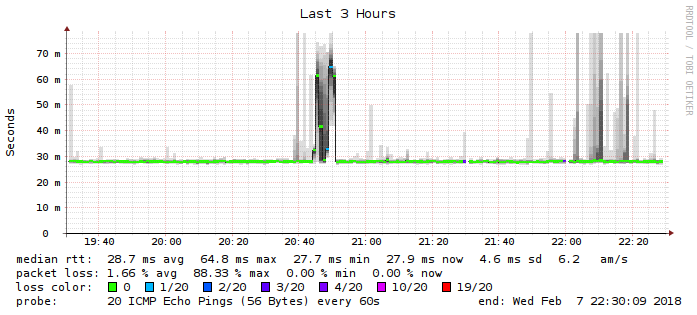 Last 3 Hours
RRDTOOL / TOBI OETIKER
Seconds
70 m
60 m
50 m
40 m
30 m
20 m
10 m
0
19:40 20:00 20:20 20:40 21:00 21:20 21:40 22:00 22:20
median rtt: 28.7 ms avg 64.8 ms max 27.7 ms min 27.9 ms now 4.6 ms sd 6.2 am/s
packet loss: 1.66 % avg 88.33 % max 0.00 % min 0.00 % now
loss color: 0 1/20 2/20 3/20 4/20 10/20 19/20
probe: 20 ICMP Echo Pings (56 Bytes) every 60s end: Wed Feb 7 22:30:09 2018